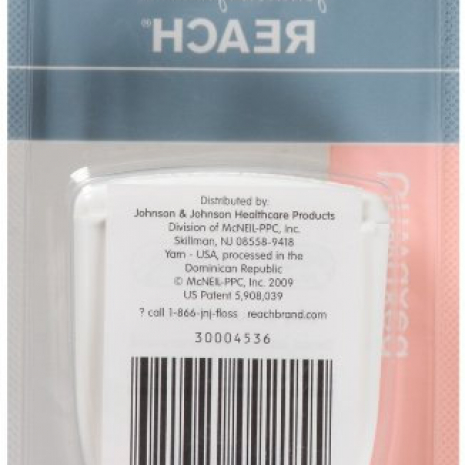 REACH®
unwaxed
Distributed by:
Johnson & Johnson Healthcare Products
Division of McNEIL-PPC, Inc.
Skillman, NJ 08558-9418
Yarn - USA, processed in the
Dominican Republic
© McNEIL-PPC, Inc. 2009
US Patent 5,908,039
? call 1-866-jnj-floss reachbrand.com
30004536